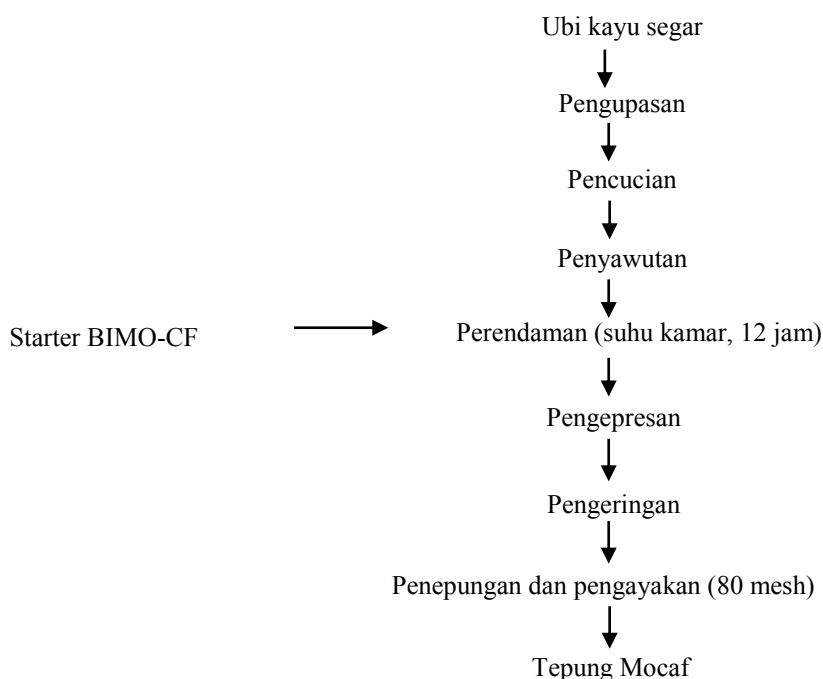 Ubi kayu segar
Pengupasan
Pencucian
Penyawutan
Starter BIMO-CF
Perendaman (suhu kamar, 12 jam)
Pengepresan
Pengeringan
Penepungan dan pengayakan (80 mesh)
Tepung Mocaf